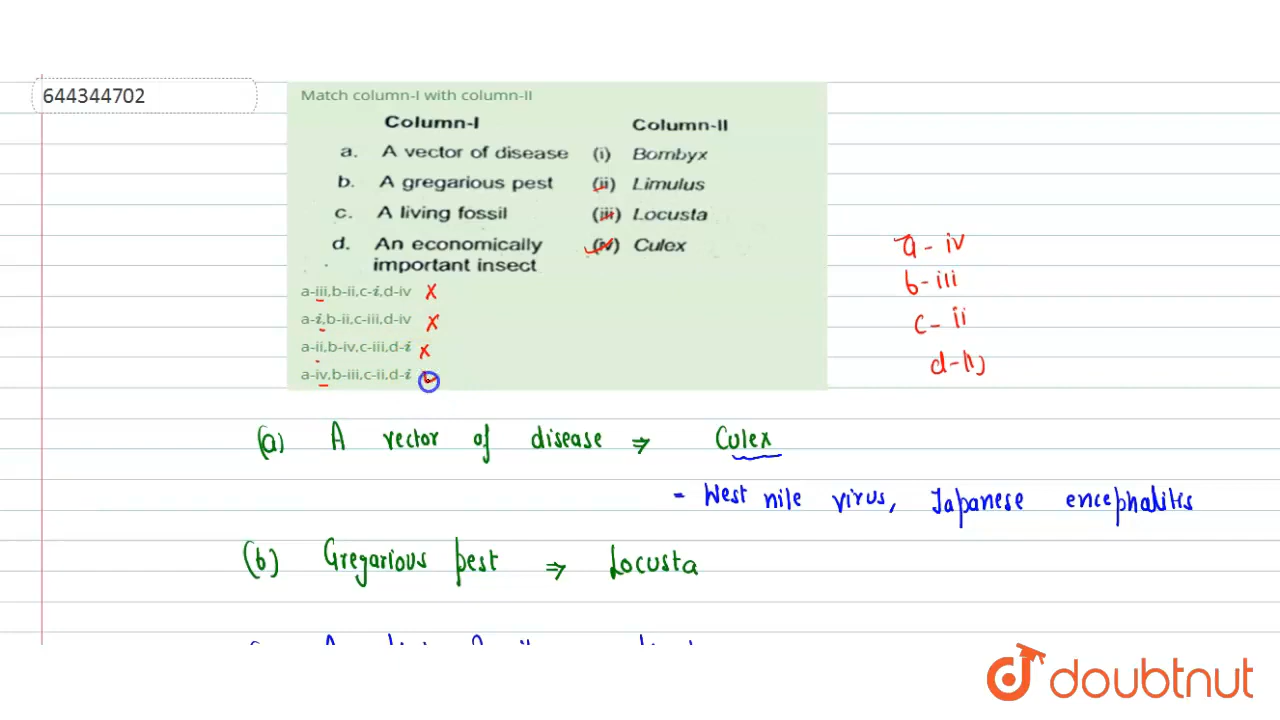 644344702
Match column-I with column-II
Column-I Column-II
a. A vector of disease (i) Bombyx
b. A gregarious pest (ii) Limulus
c. A living fossil (iii) Locusta
d. An economically important insect (iv) Culex
a-iii,b-ii,c-i,d-iv
a-i,b-ii,c-iii,d-iv
a-ii,b-iv,c-iii,d-i
a-iv,b-iii,c-ii,d-i
a - iv
b - iii
c - ii
(a) A vector of disease ⇒ Culex
- West nile virus, Japanese encephalitis
(b) Gregarious pest ⇒ Locusta
doubtnut